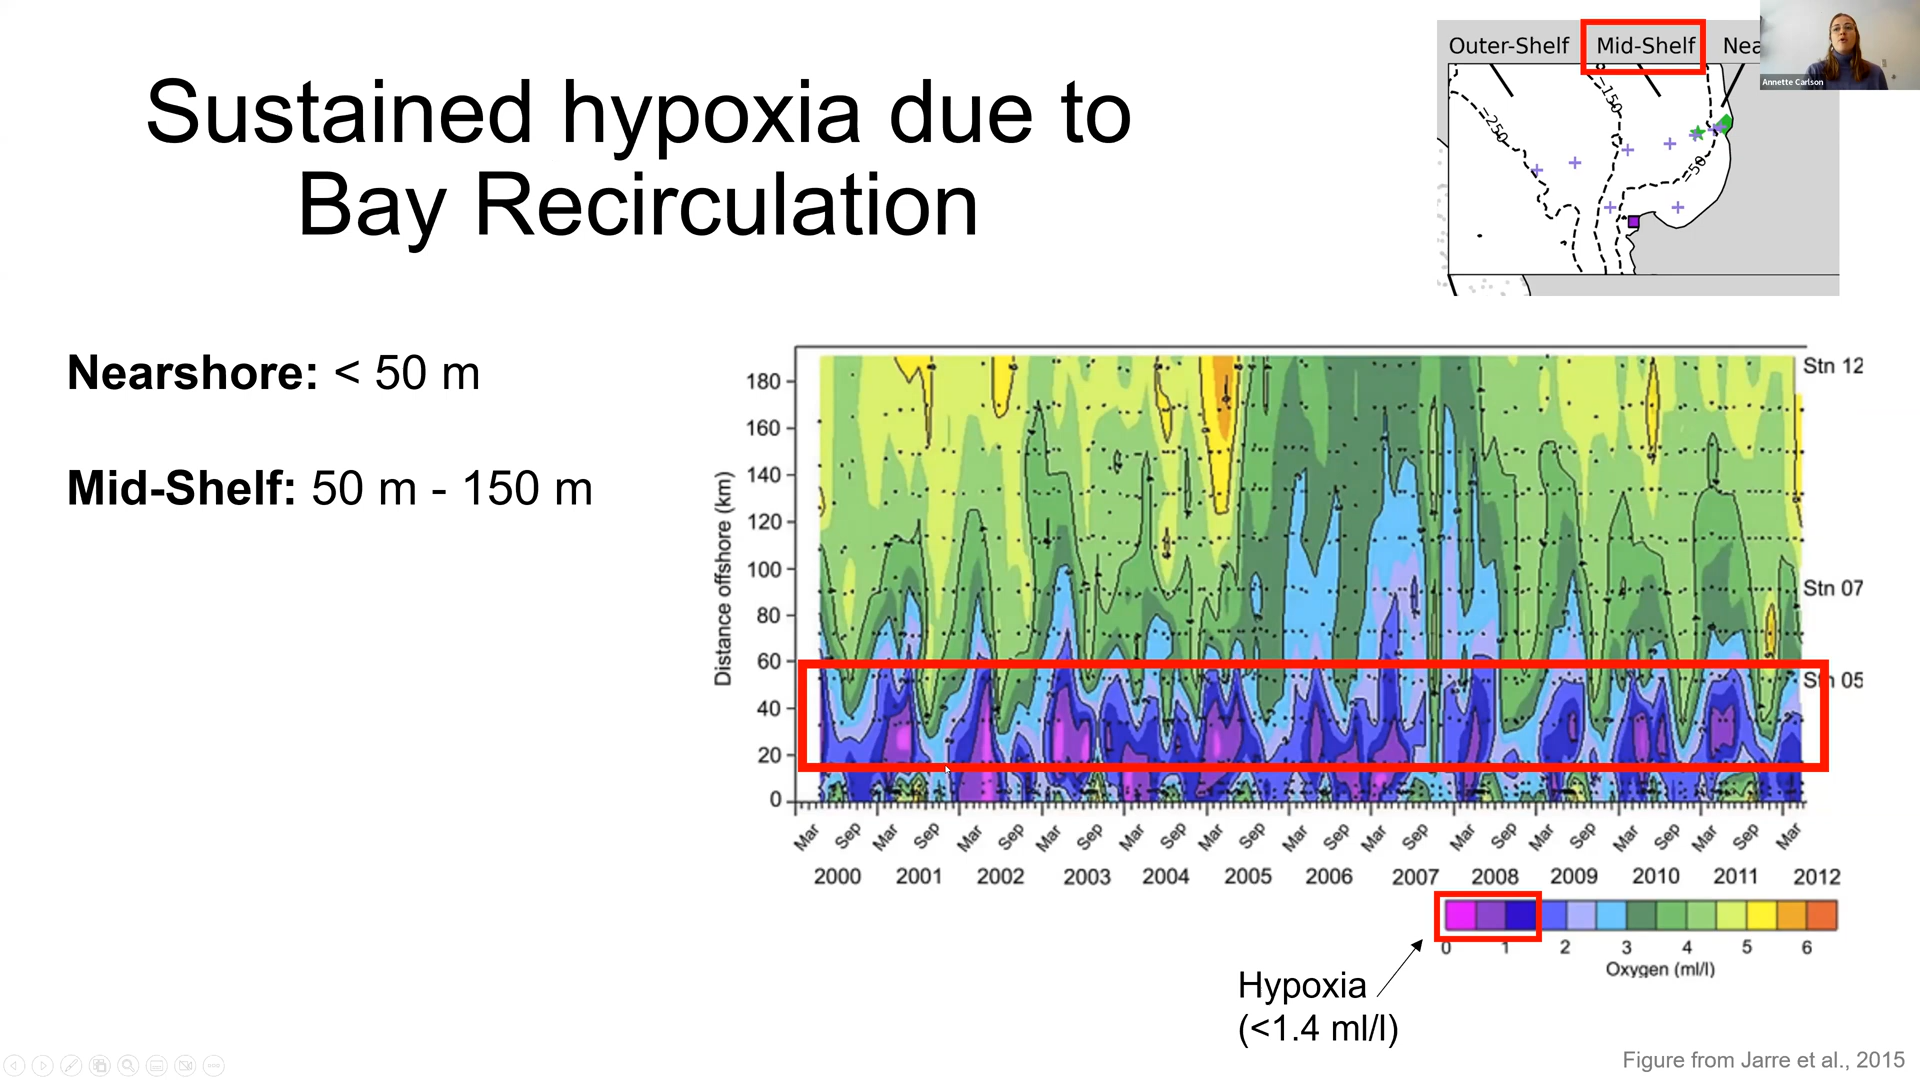 Sustained hypoxia due to
Bay Recirculation
Outer-Shelf Mid-Shelf Nea
Annette Carlson
-150
-250
-50
Nearshore: < 50 m
Mid-Shelf: 50 m - 150 m
Distance offshore (km)
180
160
140
120
100
80
60
40
20
0
Stn 12
Stn 07
Stn 05
Mar Sep Mar Sep Mar Sep Mar Sep Mar Sep Mar Sep Mar Sep Mar Sep Mar Sep Mar Sep Mar Sep Mar Sep Mar
2000 2001 2002 2003 2004 2005 2006 2007 2008 2009 2010 2011 2012
0 1 2 3 4 5 6
Oxygen (ml/l)
Hypoxia
(<1.4 ml/l)
Figure from Jarre et al., 2015